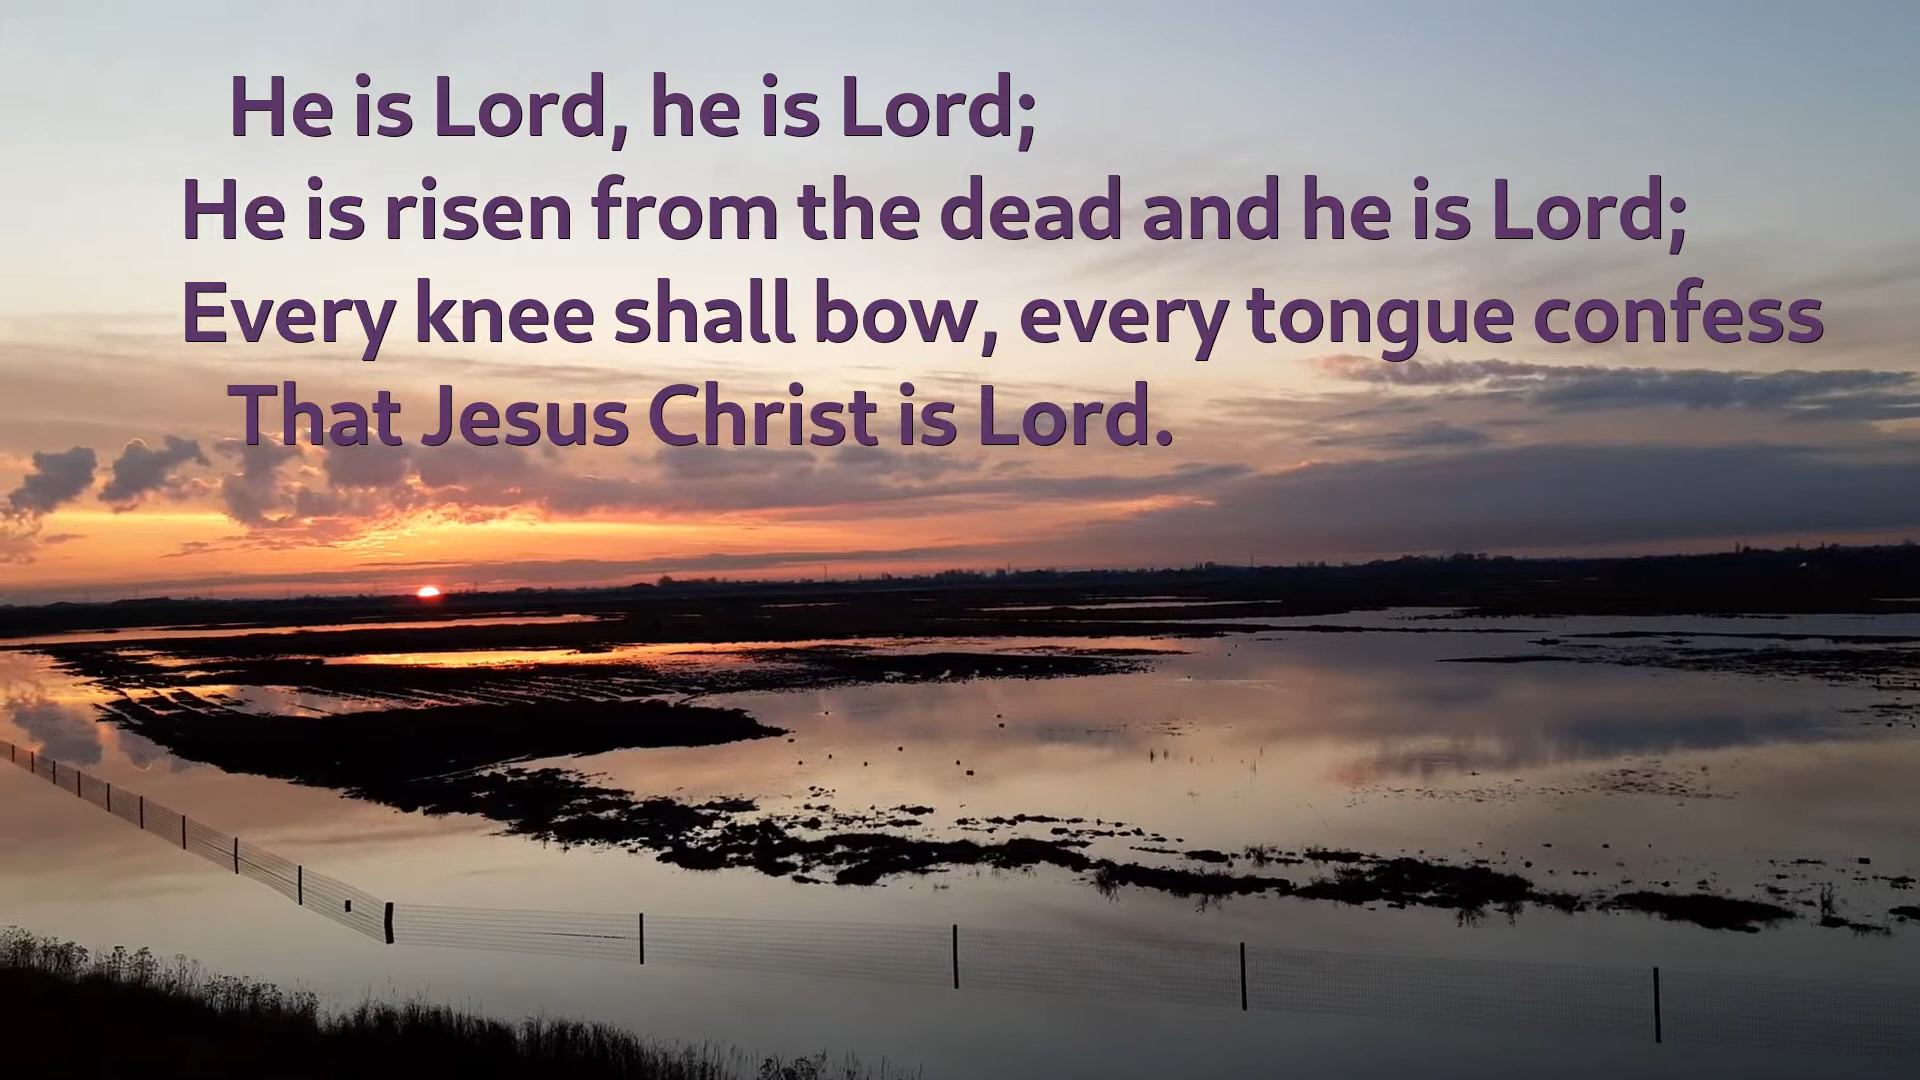 He is Lord, he is Lord;
He is risen from the dead and he is Lord;
Every knee shall bow, every tongue confess
That Jesus Christ is Lord.